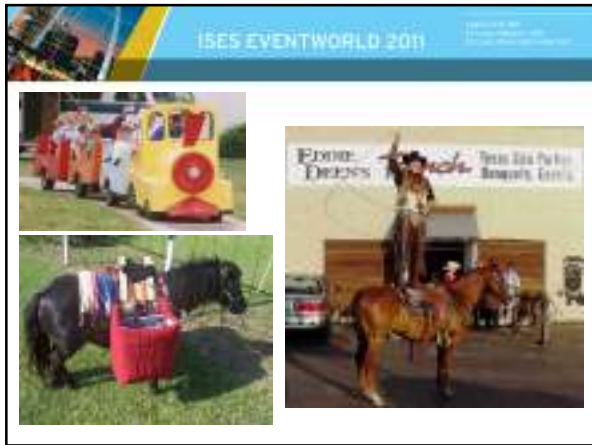 ISES EVENTWORLD 2011
EDDIE
DEEN'S
Ranch
Texas Size Parties
Banquets, Events